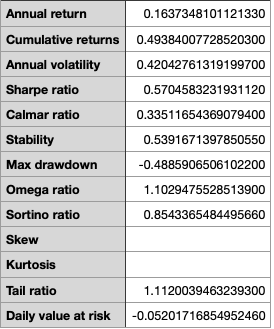 Annual return 0.1637348101121330
Cumulative returns 0.49384007728520300
Annual volatility 0.42042761319199700
Sharpe ratio 0.5704583231931120
Calmar ratio 0.33511654369079400
Stability 0.5391671397850550
Max drawdown -0.4885906506102200
Omega ratio 1.1029475528513900
Sortino ratio 0.8543365484495660
Skew
Kurtosis
Tail ratio 1.1120039463239300
Daily value at risk -0.05201716854952460